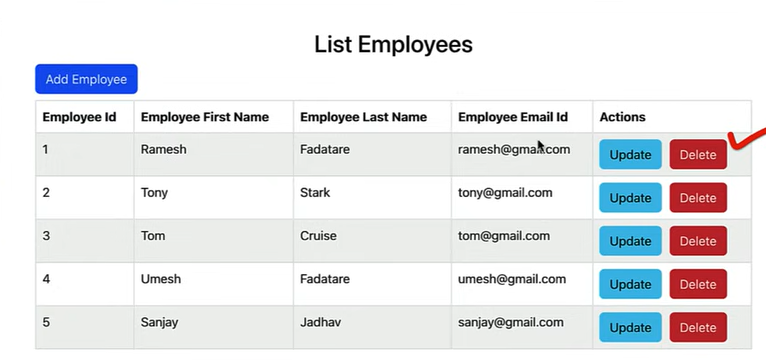 List Employees
Add Employee
Employee Id Employee First Name Employee Last Name Employee Email Id Actions
1 Ramesh Fadatare ramesh@gmail.com Update Delete
2 Tony Stark tony@gmail.com Update Delete
3 Tom Cruise tom@gmail.com Update Delete
4 Umesh Fadatare umesh@gmail.com Update Delete
5 Sanjay Jadhav sanjay@gmail.com Update Delete